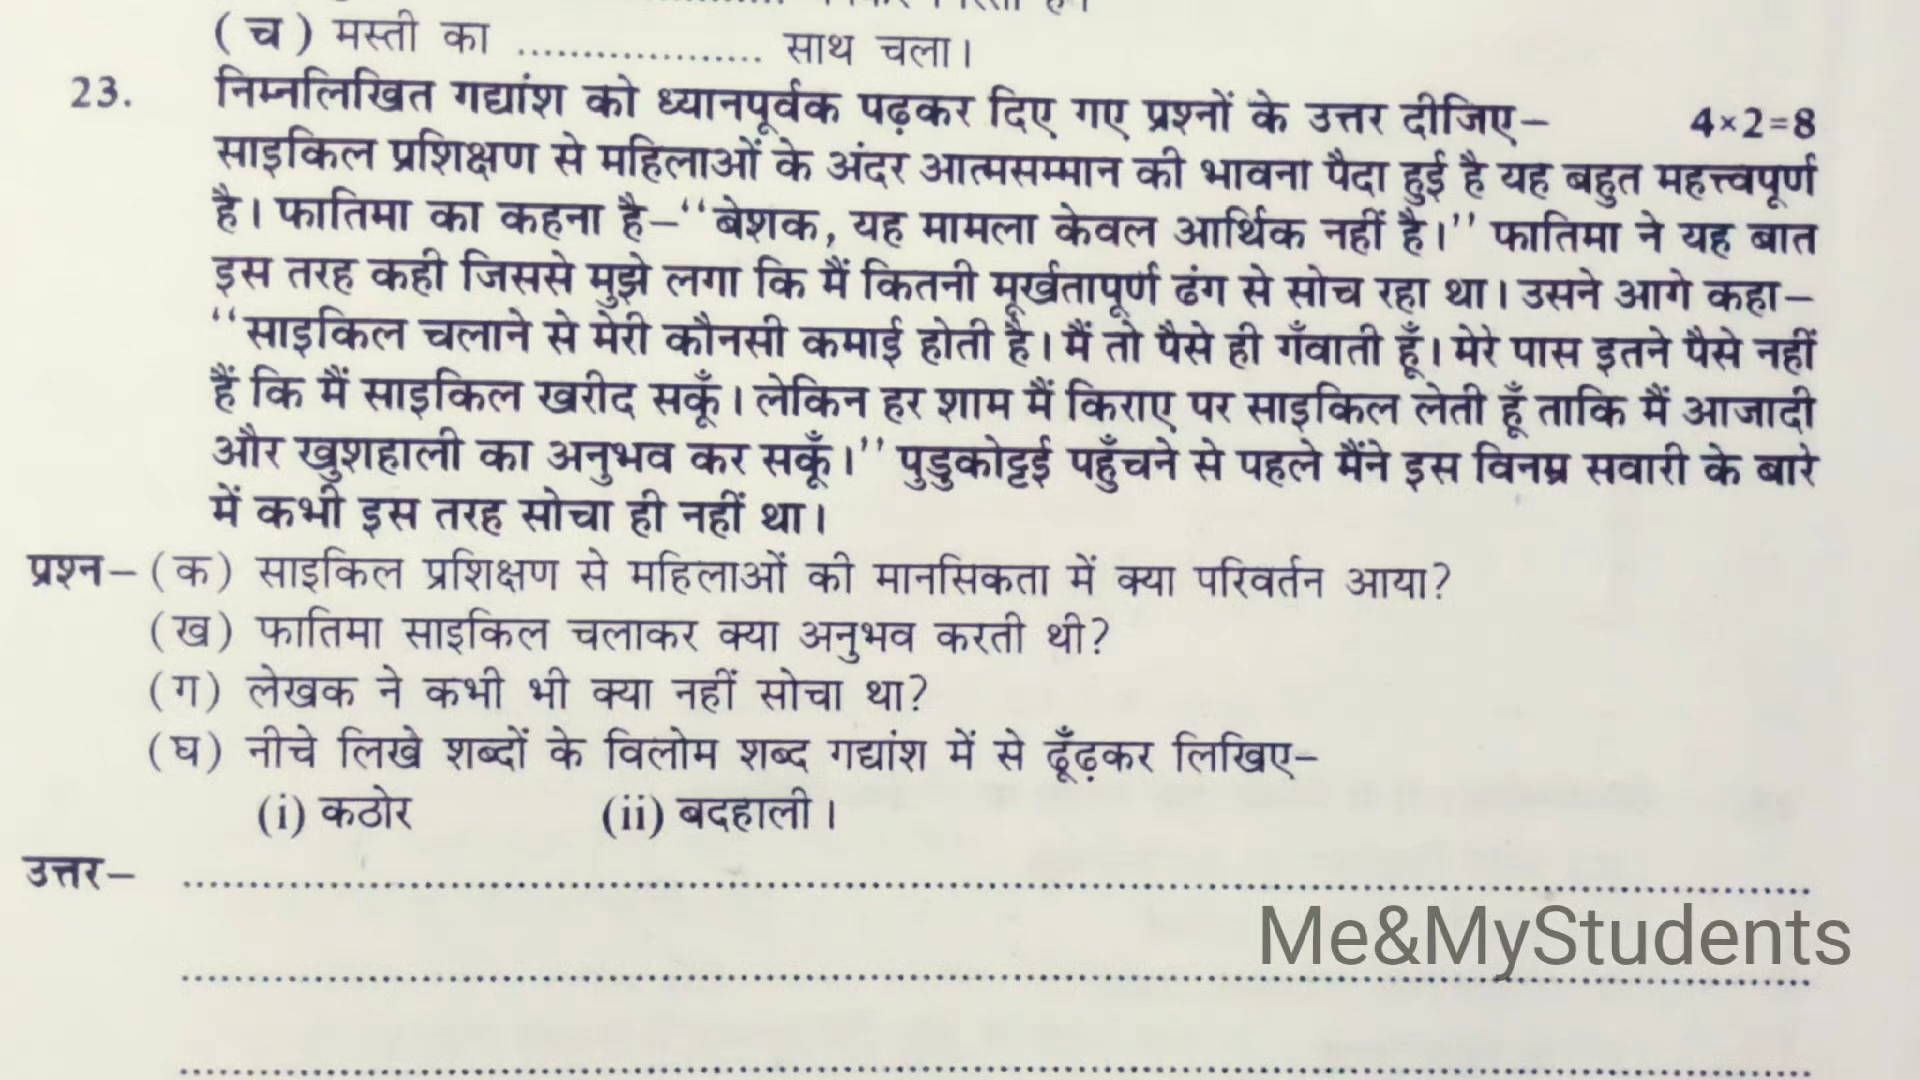 (च) मस्ती का ..................... साथ चला।
23. निम्नलिखित गद्यांश को ध्यानपूर्वक पढ़कर दिए गए प्रश्नों के उत्तर दीजिए– 4×2=8
साइकिल प्रशिक्षण से महिलाओं के अंदर आत्मसम्मान की भावना पैदा हुई है यह बहुत महत्त्वपूर्ण
है। फातिमा का कहना है–‘‘बेशक, यह मामला केवल आर्थिक नहीं है।’’ फातिमा ने यह बात
इस तरह कही जिससे मुझे लगा कि मैं कितनी मूर्खतापूर्ण ढंग से सोच रहा था। उसने आगे कहा–
‘‘साइकिल चलाने से मेरी कौनसी कमाई होती है। मैं तो पैसे ही गँवाती हूँ। मेरे पास इतने पैसे नहीं
हैं कि मैं साइकिल खरीद सकूँ। लेकिन हर शाम मैं किराए पर साइकिल लेती हूँ ताकि मैं आजादी
और खुशहाली का अनुभव कर सकूँ।’’ पुडुकोट्टई पहुँचने से पहले मैंने इस विनम्र सवारी के बारे
में कभी इस तरह सोचा ही नहीं था।
प्रश्न– (क) साइकिल प्रशिक्षण से महिलाओं की मानसिकता में क्या परिवर्तन आया?
(ख) फातिमा साइकिल चलाकर क्या अनुभव करती थी?
(ग) लेखक ने कभी भी क्या नहीं सोचा था?
(घ) नीचे लिखे शब्दों के विलोम शब्द गद्यांश में से ढूँढ़कर लिखिए–
(i) कठोर (ii) बदहाली।
उत्तर–
Me&MyStudents